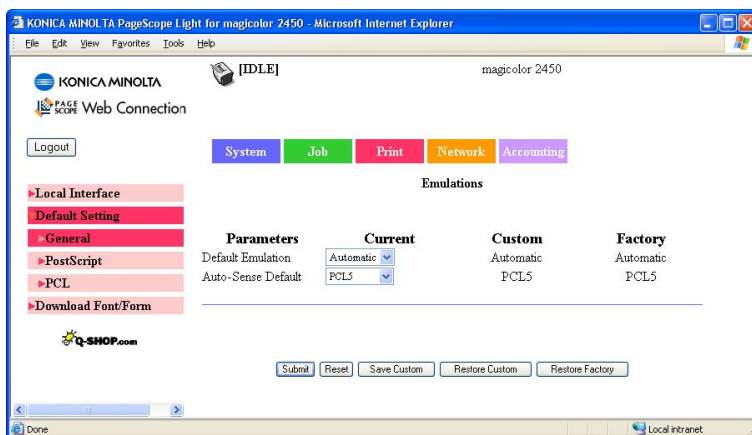 KONICA MINOLTA PageScope Light for magicolor 2450 - Microsoft Internet Explorer
File Edit View Favorites Tools Help
KONICA MINOLTA
PAGE SCOPE Web Connection
[IDLE]
magicolor 2450
Logout
System Job Print Network Accounting
Local Interface
Default Setting
General
PostScript
PCL
Download Font/Form
Q-SHOP.com
Emulations
Parameters Current Custom Factory
Default Emulation Automatic Automatic Automatic
Auto-Sense Default PCL5 PCL5 PCL5
Submit Reset Save Custom Restore Custom Restore Factory
Done Local intranet